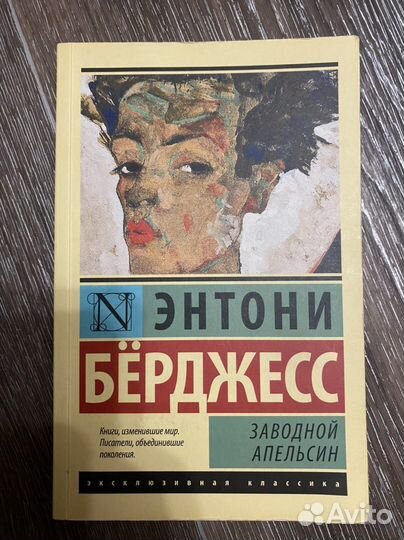 N
ЭНТОНИ
БЁРДЖЕСС
Книги, изменившие мир.
Писатели, объединившие
поколения.
ЗАВОДНОЙ
АПЕЛЬСИН
эксклюзивная классика
Avito